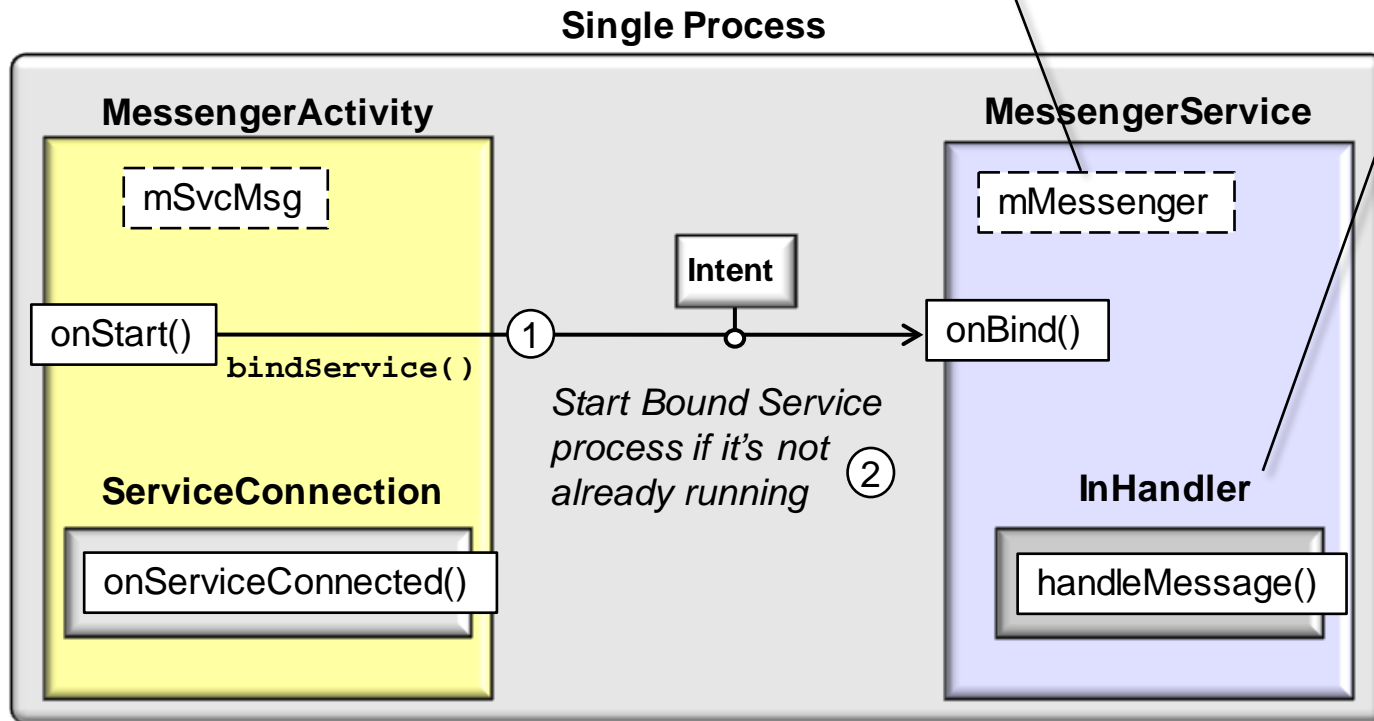 Single Process
MessengerActivity
MessengerService
mSvcMsg
mMessenger
Intent
onStart()
1
onBind()
bindService()
Start Bound Service
process if it's not
already running
2
ServiceConnection
InHandler
onServiceConnected()
handleMessage()